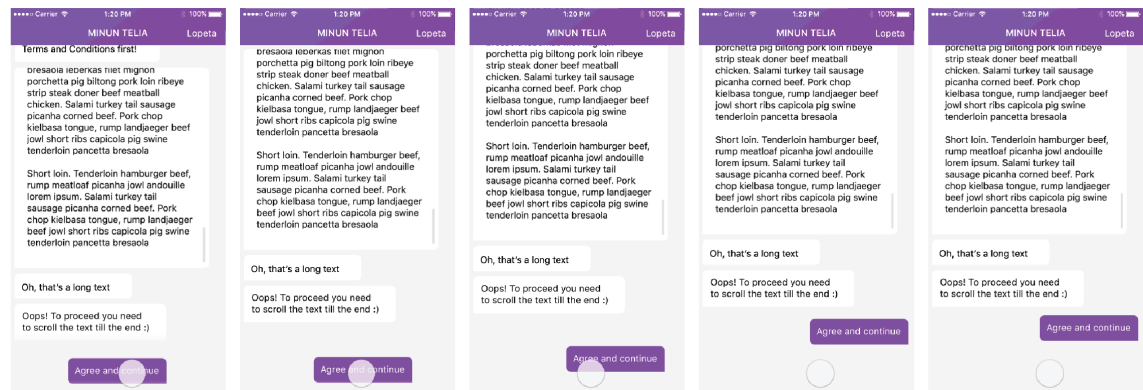 Carrier 1:20 PM 100%
MINUN TELIA Lopeta
Terms and Conditions first!
bresaola leberkas filet mignon
porchetta pig biltong pork loin ribeye
strip steak doner beef meatball
chicken. Salami turkey tail sausage
picanha corned beef. Pork chop
kielbasa tongue, rump landjaeger beef
jowl short ribs capicola pig swine
tenderloin pancetta bresaola
Short loin. Tenderloin hamburger beef,
rump meatloaf picanha jowl andouille
lorem ipsum. Salami turkey tail
sausage picanha corned beef. Pork
chop kielbasa tongue, rump landjaeger
beef jowl short ribs capicola pig swine
tenderloin pancetta bresaola
Oh, that's a long text
Oops! To proceed you need
to scroll the text till the end :)
Agree and continue
Carrier 1:20 PM 100%
MINUN TELIA Lopeta
bresaola leberkas filet mignon
porchetta pig biltong pork loin ribeye
strip steak doner beef meatball
chicken. Salami turkey tail sausage
picanha corned beef. Pork chop
kielbasa tongue, rump landjaeger beef
jowl short ribs capicola pig swine
tenderloin pancetta bresaola
Short loin. Tenderloin hamburger beef,
rump meatloaf picanha jowl andouille
lorem ipsum. Salami turkey tail
sausage picanha corned beef. Pork
chop kielbasa tongue, rump landjaeger
beef jowl short ribs capicola pig swine
tenderloin pancetta bresaola
Oh, that's a long text
Oops! To proceed you need
to scroll the text till the end :)
Agree and continue
Carrier 1:20 PM 100%
MINUN TELIA Lopeta
porchetta pig biltong pork loin ribeye
strip steak doner beef meatball
chicken. Salami turkey tail sausage
picanha corned beef. Pork chop
kielbasa tongue, rump landjaeger beef
jowl short ribs capicola pig swine
tenderloin pancetta bresaola
Short loin. Tenderloin hamburger beef,
rump meatloaf picanha jowl andouille
lorem ipsum. Salami turkey tail
sausage picanha corned beef. Pork
chop kielbasa tongue, rump landjaeger
beef jowl short ribs capicola pig swine
tenderloin pancetta bresaola
Oh, that's a long text
Oops! To proceed you need
to scroll the text till the end :)
Agree and continue
Carrier 1:20 PM 100%
MINUN TELIA Lopeta
porchetta pig biltong pork loin ribeye
strip steak doner beef meatball
chicken. Salami turkey tail sausage
picanha corned beef. Pork chop
kielbasa tongue, rump landjaeger beef
jowl short ribs capicola pig swine
tenderloin pancetta bresaola
Short loin. Tenderloin hamburger beef,
rump meatloaf picanha jowl andouille
lorem ipsum. Salami turkey tail
sausage picanha corned beef. Pork
chop kielbasa tongue, rump landjaeger
beef jowl short ribs capicola pig swine
tenderloin pancetta bresaola
Oh, that's a long text
Oops! To proceed you need
to scroll the text till the end :)
Agree and continue
Carrier 1:20 PM 100%
MINUN TELIA Lopeta
porchetta pig biltong pork loin ribeye
strip steak doner beef meatball
chicken. Salami turkey tail sausage
picanha corned beef. Pork chop
kielbasa tongue, rump landjaeger beef
jowl short ribs capicola pig swine
tenderloin pancetta bresaola
Short loin. Tenderloin hamburger beef,
rump meatloaf picanha jowl andouille
lorem ipsum. Salami turkey tail
sausage picanha corned beef. Pork
chop kielbasa tongue, rump landjaeger
beef jowl short ribs capicola pig swine
tenderloin pancetta bresaola
Oh, that's a long text
Oops! To proceed you need
to scroll the text till the end :)
Agree and continue